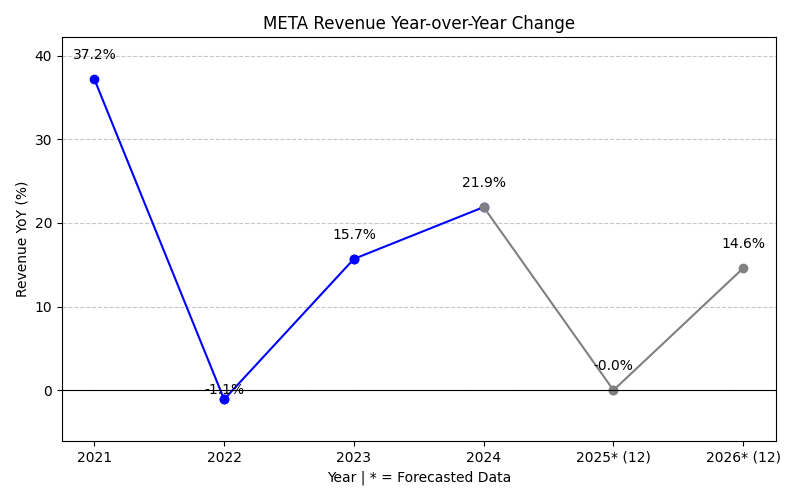 META Revenue Year-over-Year Change
Revenue YoY (%)
40
30
20
10
0
37.2%
-1.1%
15.7%
21.9%
-0.0%
14.6%
2021 2022 2023 2024 2025* (12) 2026* (12)
Year | * = Forecasted Data